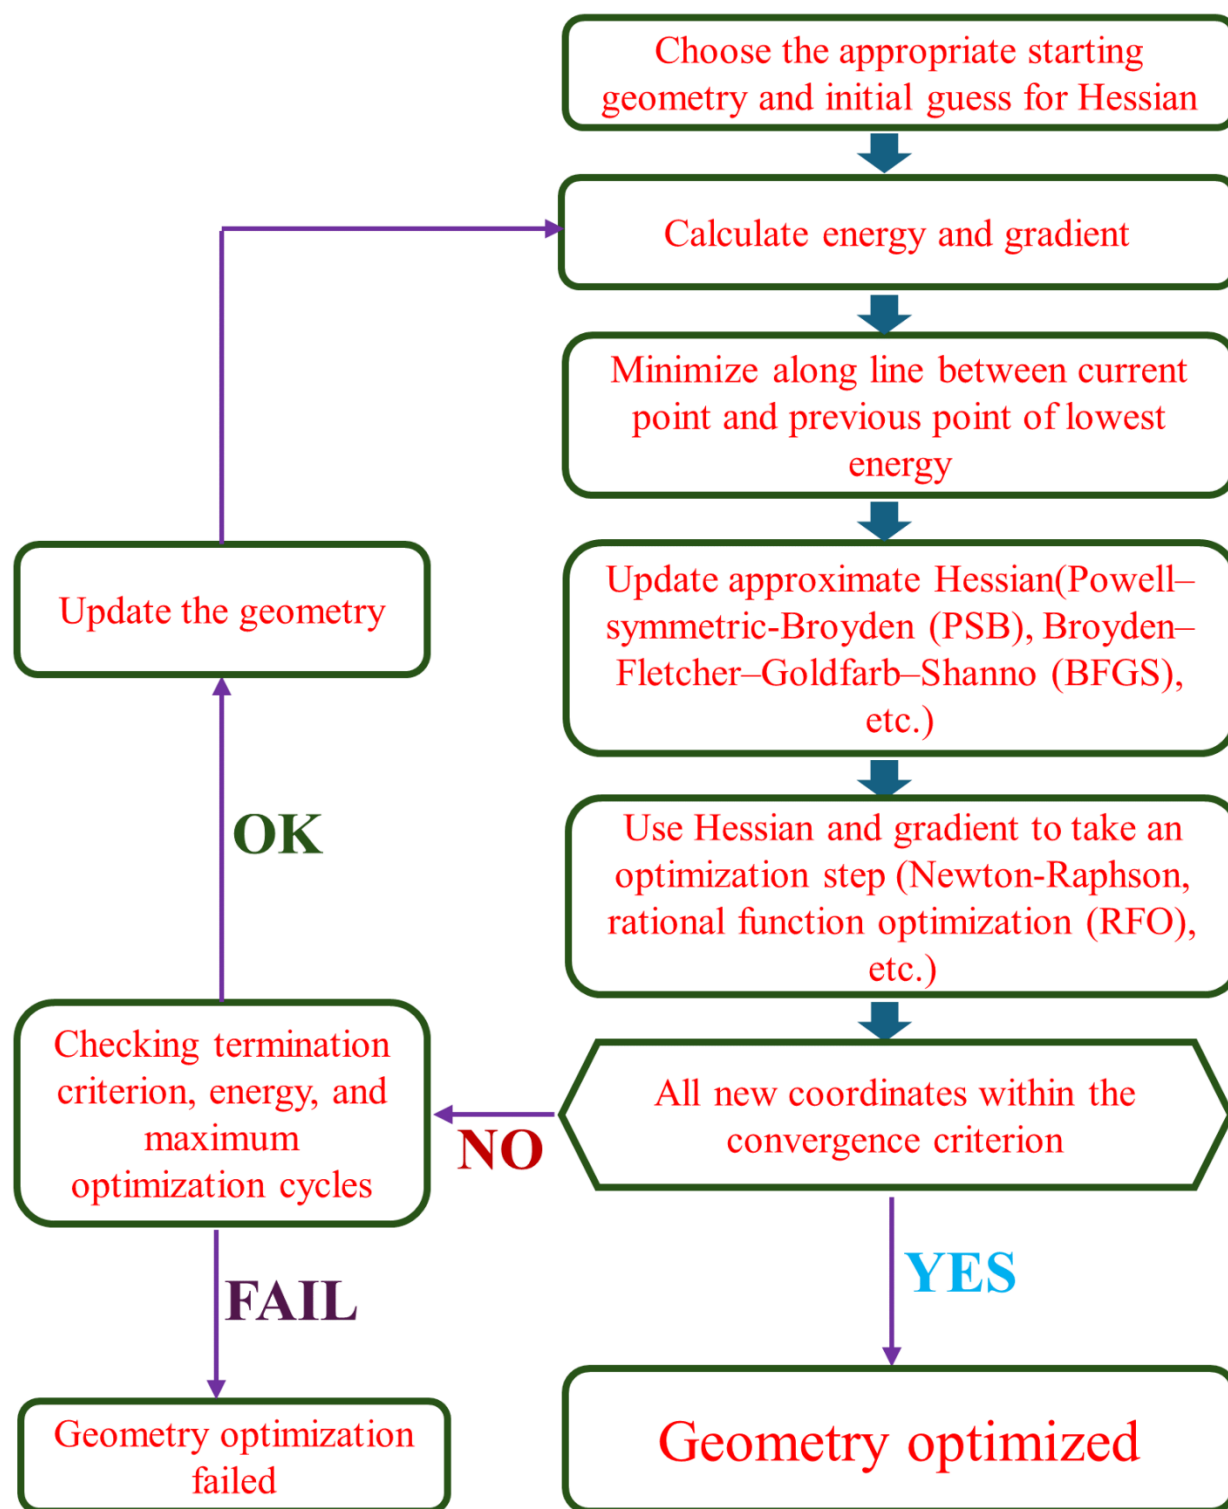 Choose the appropriate starting
geometry and initial guess for Hessian
Calculate energy and gradient
Minimize along line between current
point and previous point of lowest
energy
Update approximate Hessian(Powell–
symmetric-Broyden (PSB), Broyden–
Fletcher–Goldfarb–Shanno (BFGS),
etc.)
Use Hessian and gradient to take an
optimization step (Newton-Raphson,
rational function optimization (RFO),
etc.)
All new coordinates within the
convergence criterion
NO
Checking termination
criterion, energy, and
maximum
optimization cycles
OK
Update the geometry
FAIL
Geometry optimization
failed
YES
Geometry optimized